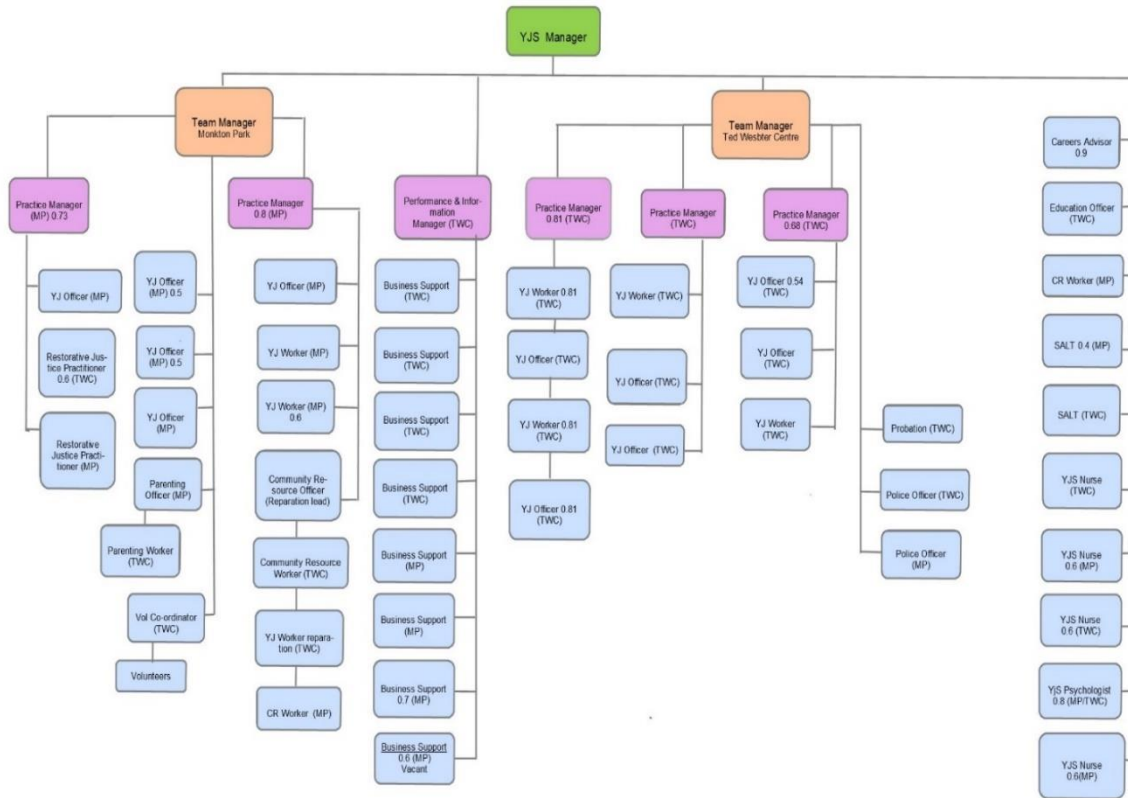 YJS Manager
Team Manager
Monkton Park
Team Manager
Ted Wesbter Centre
Practice Manager
(MP) 0.73
Practice Manager
0.8 (MP)
Performance & Infor-
mation
Manager (TWC)
Practice Manager
0.81 (TWC)
Practice Manager
(TWC)
Practice Manager
0.68 (TWC)
YJ Officer (MP)
Restorative Jus-
tice Practitioner
0.6 (TWC)
Restorative
Justice Practi-
tioner (MP)
YJ Officer
(MP) 0.5
YJ Officer
(MP) 0.5
YJ Officer
(MP)
Parenting
Officer (MP)
Parenting Worker
(TWC)
Vol Co-ordinator
(TWC)
Volunteers
YJ Officer (MP)
YJ Worker (MP)
YJ Worker (MP)
0.6
Community Re-
source Officer
(Reparation lead)
Community Resource
Worker (TWC)
YJ Worker repara-
tion (TWC)
CR Worker (MP)
Business Support
(TWC)
Business Support
(TWC)
Business Support
(TWC)
Business Support
(TWC)
Business Support
(MP)
Business Support
(MP)
Business Support
0.7 (MP)
Business Support
0.6 (MP)
Vacant
YJ Worker 0.81
(TWC)
YJ Officer (TWC)
YJ Worker 0.81
(TWC)
YJ Officer 0.81
(TWC)
YJ Worker (TWC)
YJ Officer (TWC)
YJ Officer (TWC)
YJ Officer 0.54
(TWC)
YJ Officer
(TWC)
YJ Worker
(TWC)
Probation (TWC)
Police Officer (TWC)
Police Officer
(MP)
Careers Advisor
0.9
Education Officer
(TWC)
CR Worker (MP)
SALT 0.4 (MP)
SALT (TWC)
YJS Nurse
(TWC)
YJS Nurse
0.6 (MP)
YJS Nurse
0.6 (TWC)
YjS Psychologist
0.8 (MP/TWC)
YJS Nurse
0.6(MP)